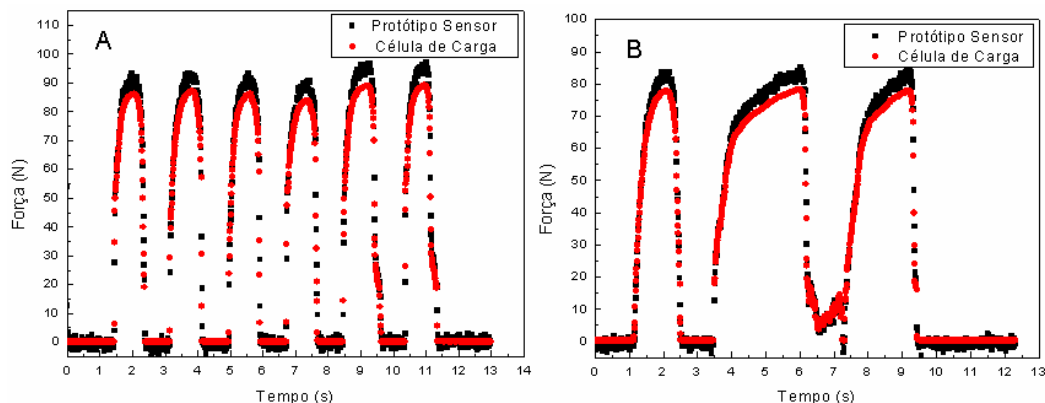 A
Protótipo Sensor
Célula de Carga
Força (N)
110
100
90
80
70
60
50
40
30
20
10
0
0 1 2 3 4 5 6 7 8 9 10 11 12 13 14
Tempo (s)
B
Protótipo Sensor
Célula de Carga
Força (N)
100
90
80
70
60
50
40
30
20
10
0
0 1 2 3 4 5 6 7 8 9 10 11 12 13
Tempo (s)